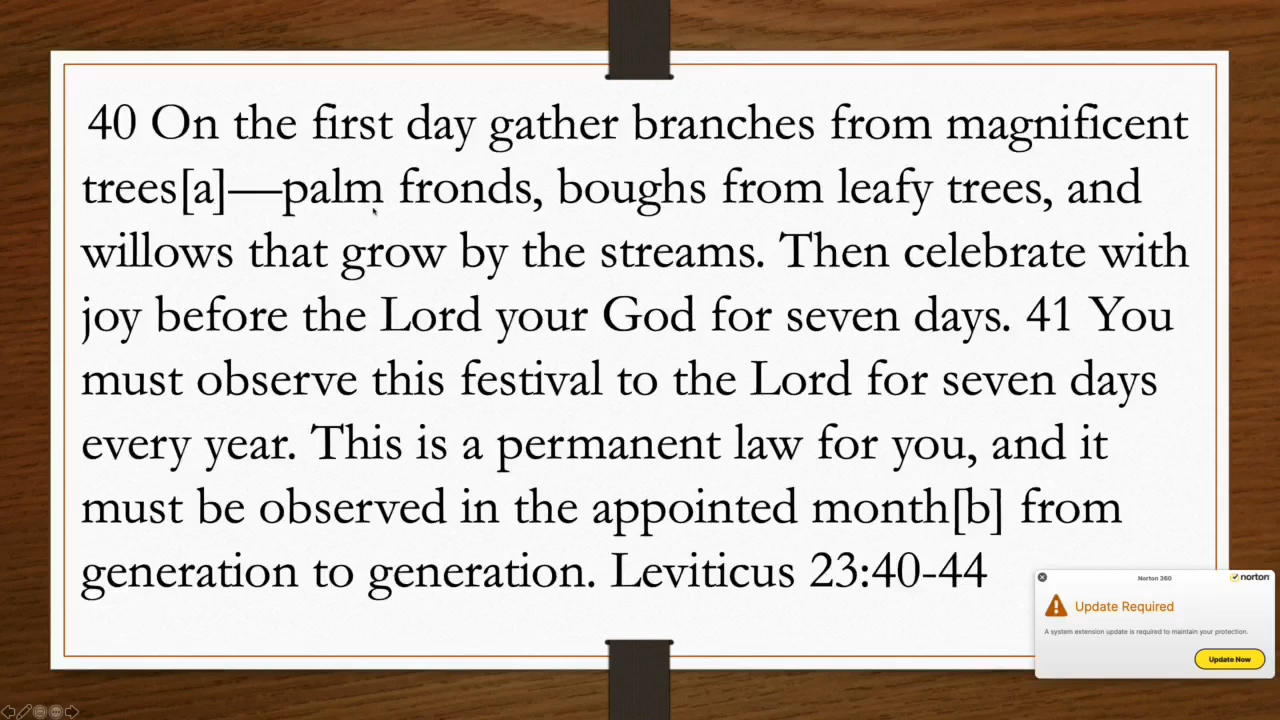 40 On the first day gather branches from magnificent
trees[a]—palm fronds, boughs from leafy trees, and
willows that grow by the streams. Then celebrate with
joy before the Lord your God for seven days. 41 You
must observe this festival to the Lord for seven days
every year. This is a permanent law for you, and it
must be observed in the appointed month[b] from
generation to generation. Leviticus 23:40-44
Norton 360
norton
Update Required
A system extension update is required to maintain your protection.
Update Now